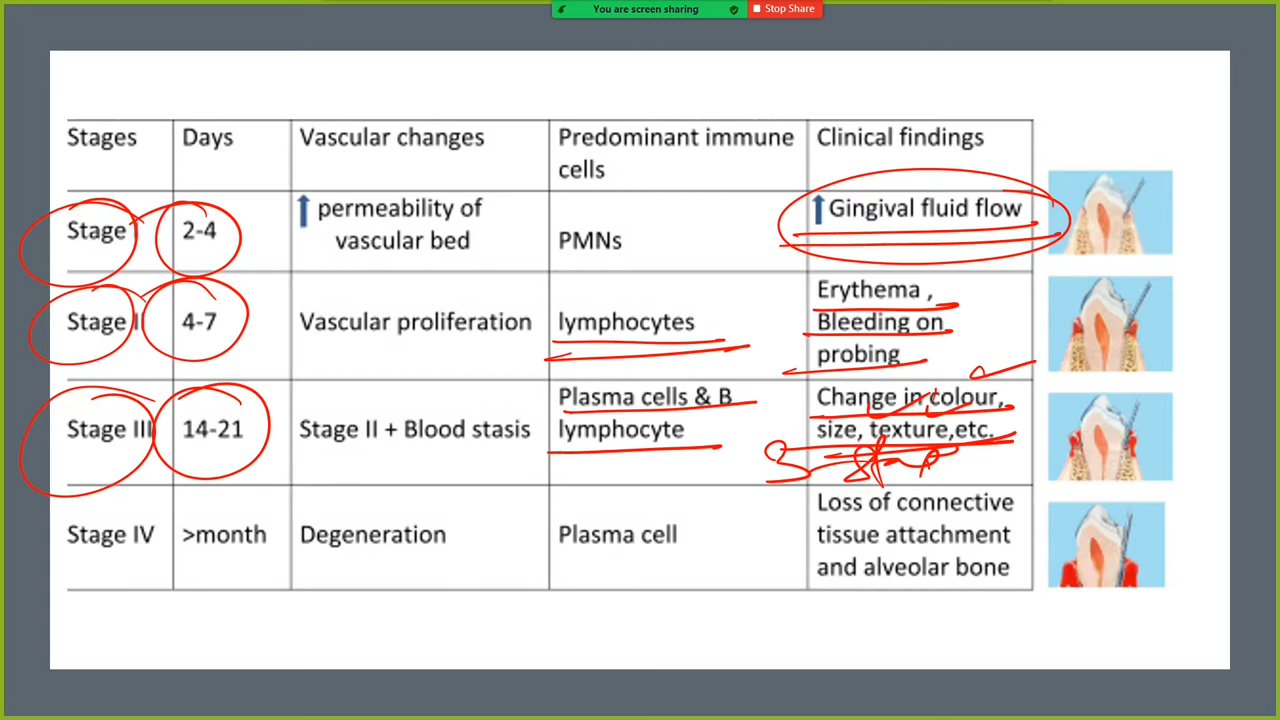 You are screen sharing
Stop Share
Stages Days Vascular changes Predominant immune cells Clinical findings
Stage I 2-4 permeability of vascular bed PMNs Gingival fluid flow
Stage II 4-7 Vascular proliferation lymphocytes Erythema , Bleeding on probing
Stage III 14-21 Stage II + Blood stasis Plasma cells & B lymphocyte Change in colour, size, texture,etc.
Stage IV >month Degeneration Plasma cell Loss of connective tissue attachment and alveolar bone